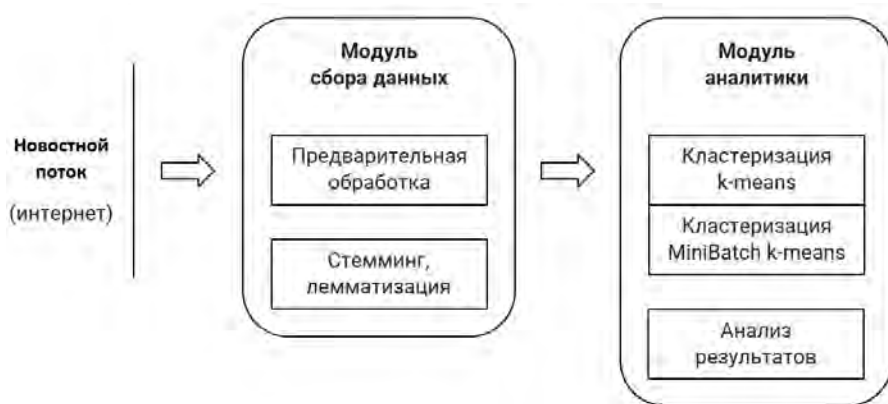 Новостной
поток
(интернет)
Модуль
сбора данных
Предварительная
обработка
Стемминг,
лемматизация
Модуль
аналитики
Кластеризация
k-means
Кластеризация
MiniBatch k-means
Анализ
результатов